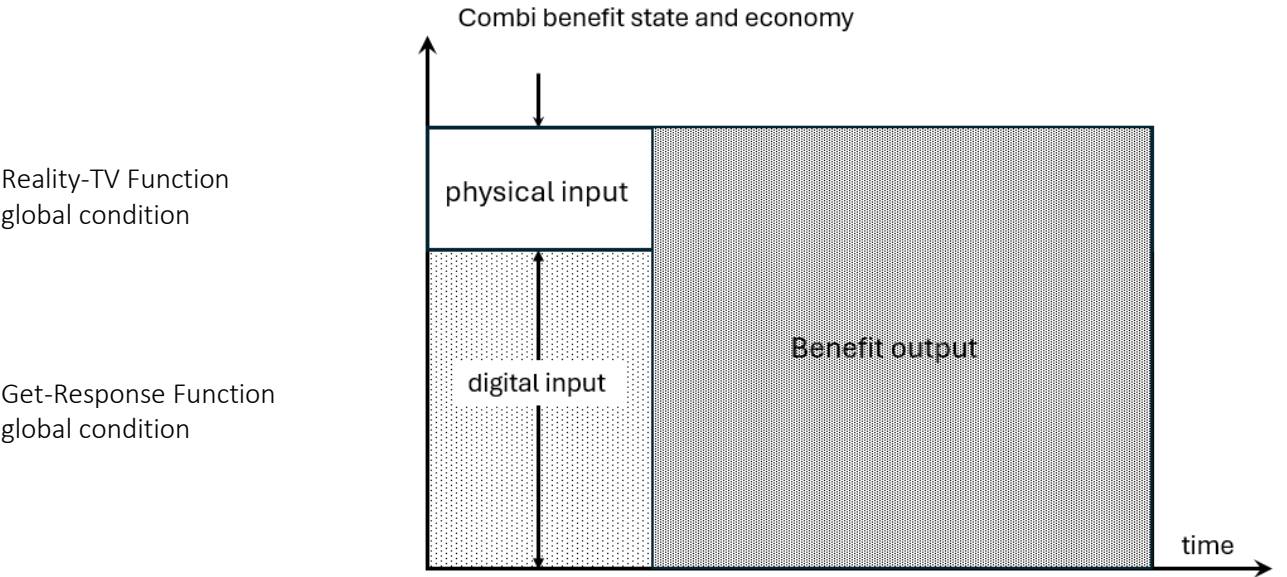 Combi benefit state and economy
Reality-TV Function
global condition
physical input
Benefit output
digital input
Get-Response Function
global condition
time